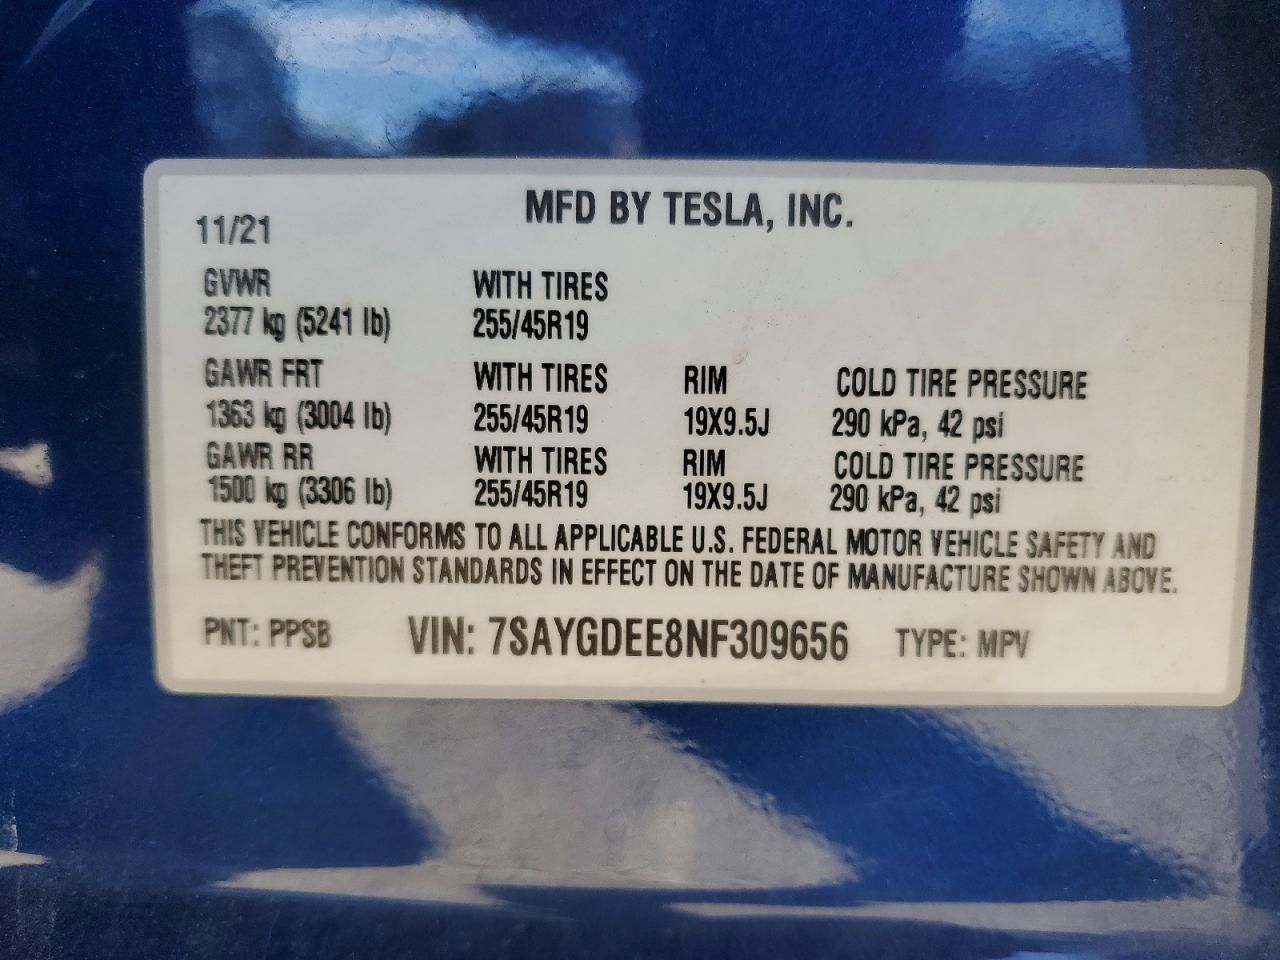 MFD BY TESLA, INC.
11/21
GVWR WITH TIRES
2377 kg (5241 lb) 255/45R19
GAWR FRT WITH TIRES RIM COLD TIRE PRESSURE
1363 kg (3004 lb) 255/45R19 19X9.5J 290 kPa, 42 psi
GAWR RR WITH TIRES RIM COLD TIRE PRESSURE
1500 kg (3306 lb) 255/45R19 19X9.5J 290 kPa, 42 psi
THIS VEHICLE CONFORMS TO ALL APPLICABLE U.S. FEDERAL MOTOR VEHICLE SAFETY AND
THEFT PREVENTION STANDARDS IN EFFECT ON THE DATE OF MANUFACTURE SHOWN ABOVE.
PNT: PPSB VIN: 7SAYGDEE8NF309656 TYPE: MPV